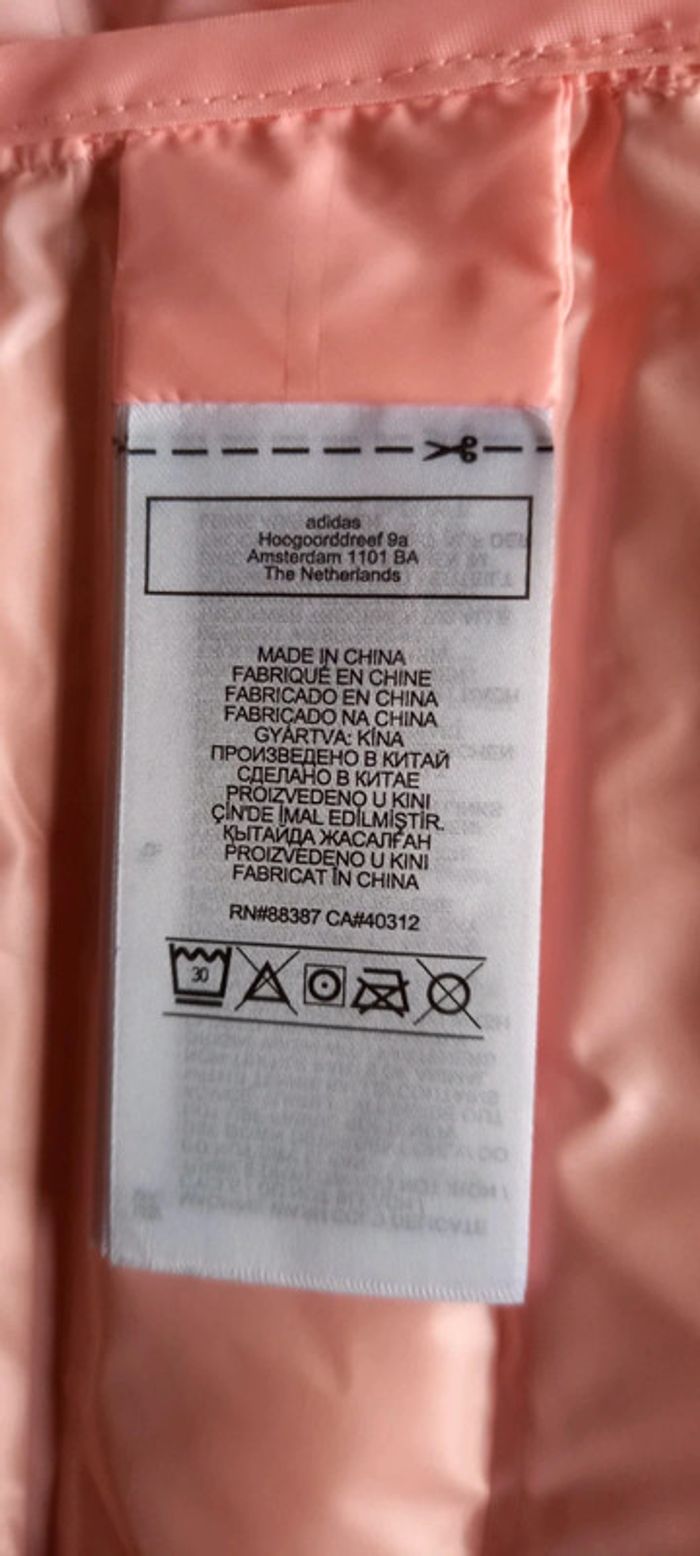 adidas
Hoogoorddreef 9a
Amsterdam 1101 BA
The Netherlands
MADE IN CHINA
FABRIQUÉ EN CHINE
FABRICADO EN CHINA
FABRICADO NA CHINA
GYÁRTVA: KÍNA
ПРОИЗВЕДЕНО В КИТАЙ
СДЕЛАНО В КИТАЕ
PROIZVEDENO U KINI
ÇİN'DE İMAL EDİLMİŞTİR.
ҚЫТАЙДА ЖАСАЛҒАН
PROIZVEDENO U KINI
FABRICAT ÎN CHINA
RN#88387 CA#40312
30